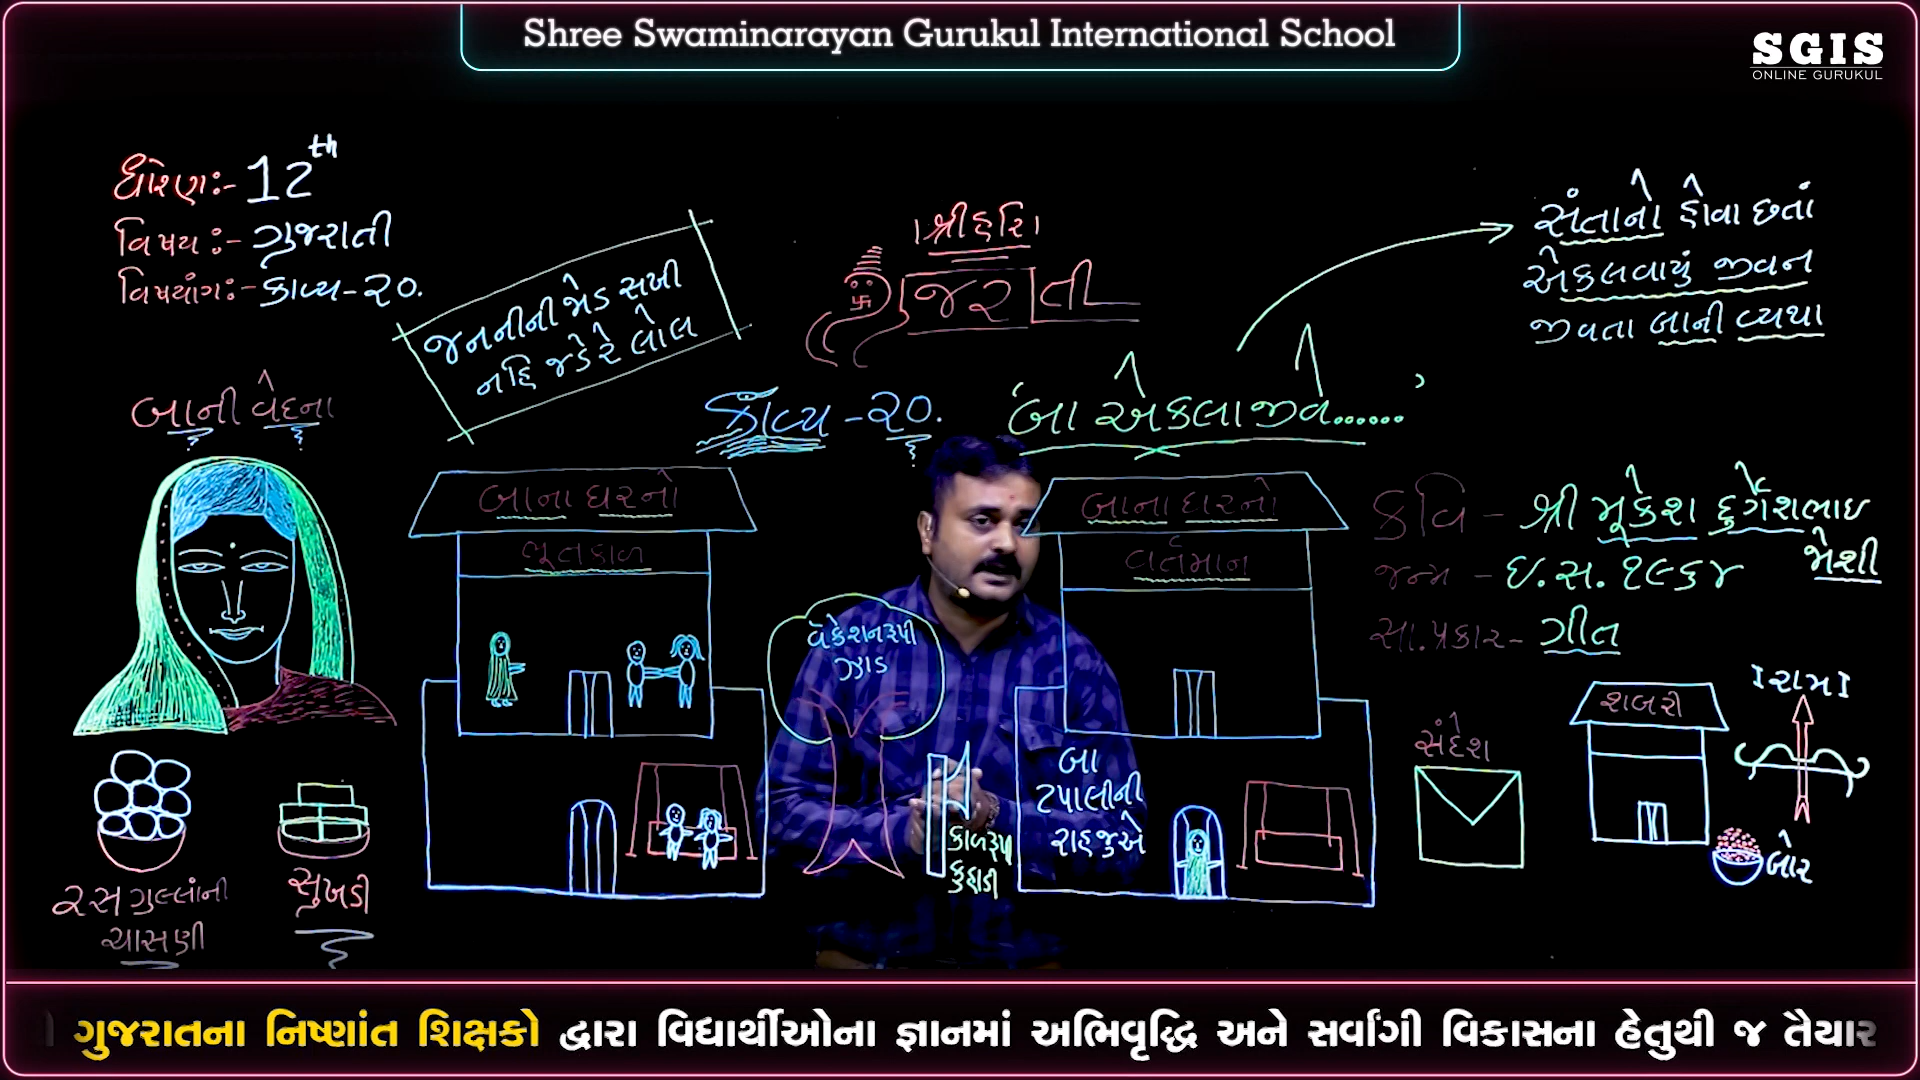 Shree Swaminarayan Gurukul International School
SGIS
ONLINE GURUKUL
ધોરણઃ- 12th
વિષયઃ- ગુજરાતી
વિષયાંગઃ- કાવ્ય-૨૦.
જનનીની જોડ સખી
નહિ જડે રે લોલ
।શ્રીહરિ।
જરાતી
સંતાનો હોવા છતાં
એકલવાયું જીવન
જીવતા બાની વ્યથા
બાની વેદના
કાવ્ય-૨૦. 'બા એકલા જીવે......'
બાના ઘરનો
ભૂતકાળ
બાના ઘરનો
વર્તમાન
કવિ - શ્રી મૂકેશ દુર્ગેશભાઇ
જોશી
જન્મ - ઇ.સ. ૧૯૬૪
સા.પ્રકાર- ગીત
વૅકેશનરૂપી
ઝાડ
કાળરૂપી
કુહાડી
બા
ટપાલીની
રાહજુએ
સંદેશ
શબરી
રામ
બોર
રસગુલ્લાંની
ચાસણી
સુખડી
ગુજરાતના નિષ્ણાંત શિક્ષકો દ્વારા વિદ્યાર્થીઓના જ્ઞાનમાં અભિવૃદ્ધિ અને સર્વાંગી વિકાસના હેતુથી જ તૈયાર